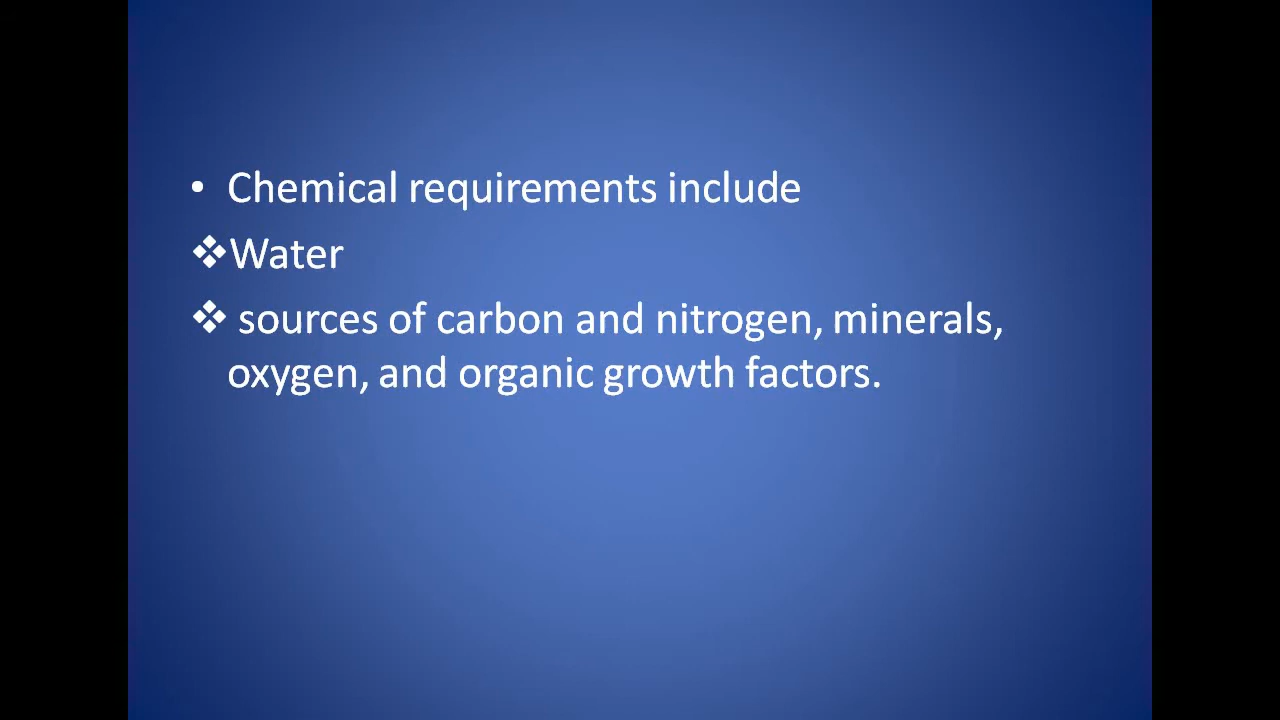 • Chemical requirements include
❖Water
❖ sources of carbon and nitrogen, minerals,
oxygen, and organic growth factors.